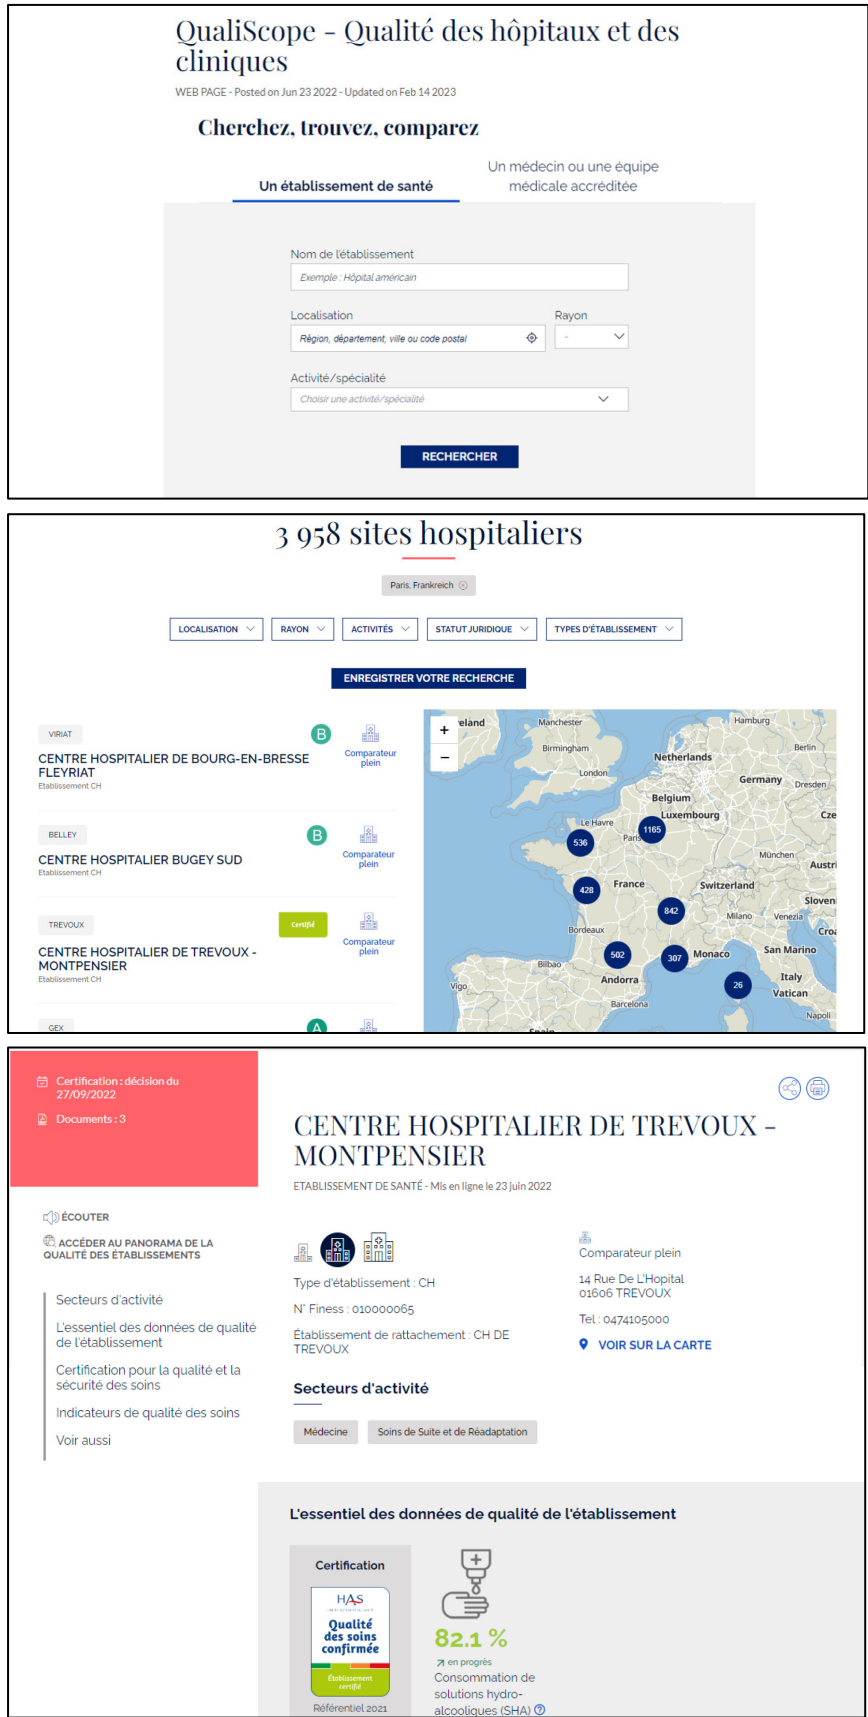 QualiScope - Qualité des hôpitaux et des
cliniques
WEB PAGE - Posted on Jun 23 2022 - Updated on Feb 14 2023
Cherchez, trouvez, comparez
Un établissement de santé
Un médecin ou une équipe
médicale accréditée
Nom de l'établissement
Exemple : Hôpital américain
Localisation
Rayon
Région, département, ville ou code postal
-
Activité/spécialité
Choisir une activité/spécialité
RECHERCHER
3 958 sites hospitaliers
Paris, Frankreich
LOCALISATION
RAYON
ACTIVITÉS
STATUT JURIDIQUE
TYPES D'ÉTABLISSEMENT
ENREGISTRER VOTRE RECHERCHE
VIRIAT
B
CENTRE HOSPITALIER DE BOURG-EN-BRESSE
FLEYRIAT
Etablissement CH
Comparateur
plein
BELLEY
B
CENTRE HOSPITALIER BUGEY SUD
Etablissement CH
Comparateur
plein
TREVOUX
Certifié
CENTRE HOSPITALIER DE TREVOUX -
MONTPENSIER
Etablissement CH
Comparateur
plein
GEX
A
+
−
eland
Manchester
Hamburg
Birmingham
Netherlands
Berlin
London
Germany
Dresden
Belgium
Le Havre
Luxembourg
Cze
1165
Paris
536
München
Austri
428
France
Switzerland
Sloveni
842
Milano
Venezia
Croa
Bordeaux
502
307
Monaco
San Marino
Bilbao
Vigo
Andorra
26
Italy
Vatican
Barcelona
Napoli
Spain
Certification : décision du
27/09/2022
Documents : 3
CENTRE HOSPITALIER DE TREVOUX -
MONTPENSIER
ETABLISSEMENT DE SANTÉ - Mis en ligne le 23 juin 2022
ÉCOUTER
ACCÉDER AU PANORAMA DE LA
QUALITÉ DES ÉTABLISSEMENTS
Secteurs d'activité
L'essentiel des données de qualité
de l'établissement
Certification pour la qualité et la
sécurité des soins
Indicateurs de qualité des soins
Voir aussi
Type d'établissement : CH
N° Finess : 010000065
Établissement de rattachement : CH DE
TREVOUX
Comparateur plein
14 Rue De L'Hopital
01606 TREVOUX
Tel : 0474105000
VOIR SUR LA CARTE
Secteurs d'activité
Médecine
Soins de Suite et de Réadaptation
L'essentiel des données de qualité de l'établissement
Certification
HAS
Qualité
des soins
confirmée
Établissement
certifié
Référentiel 2021
82.1 %
en progrès
Consommation de
solutions hydro-
alcooliques (SHA) ?